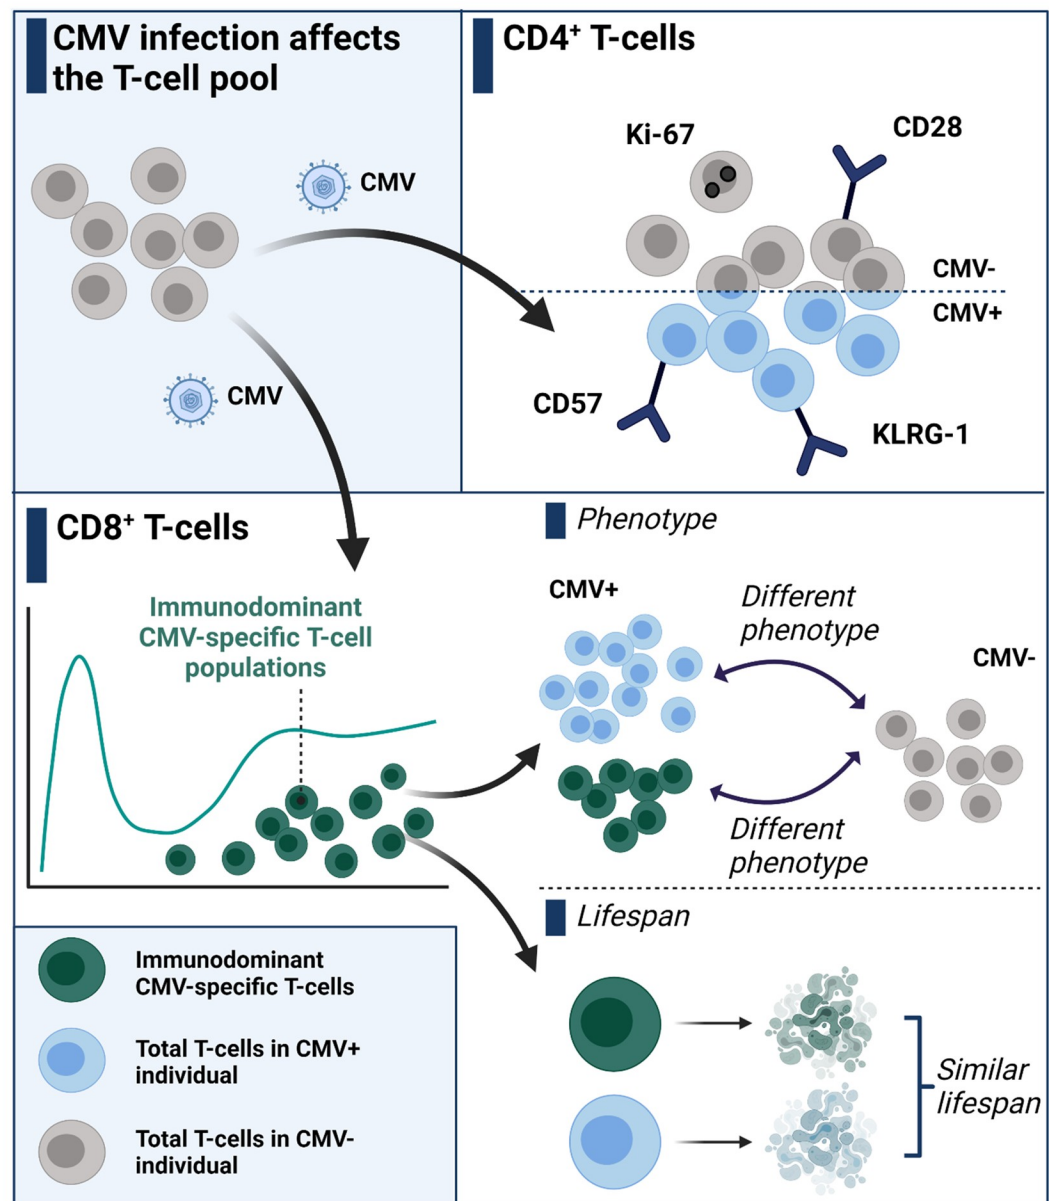 CMV infection affects
the T-cell pool
CMV
CMV
CD4⁺ T-cells
Ki-67
CD28
CMV-
CMV+
CD57
KLRG-1
CD8⁺ T-cells
Immunodominant
CMV-specific T-cell
populations
Phenotype
CMV+
Different
phenotype
CMV-
Different
phenotype
Lifespan
Similar
lifespan
Immunodominant
CMV-specific T-cells
Total T-cells in CMV+
individual
Total T-cells in CMV-
individual